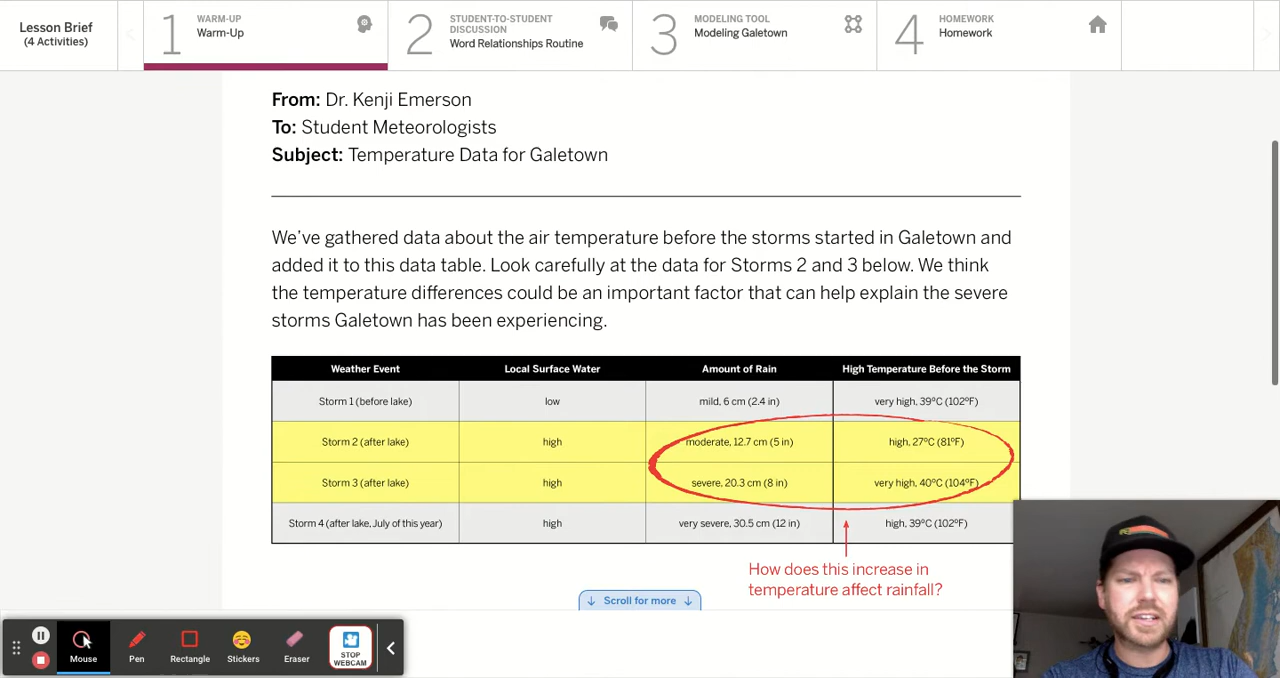 Lesson Brief
(4 Activities)
1
WARM-UP
Warm-Up
2
STUDENT-TO-STUDENT
DISCUSSION
Word Relationships Routine
3
MODELING TOOL
Modeling Galetown
4
HOMEWORK
Homework
From: Dr. Kenji Emerson
To: Student Meteorologists
Subject: Temperature Data for Galetown
We've gathered data about the air temperature before the storms started in Galetown and
added it to this data table. Look carefully at the data for Storms 2 and 3 below. We think
the temperature differences could be an important factor that can help explain the severe
storms Galetown has been experiencing.
Weather Event Local Surface Water Amount of Rain High Temperature Before the Storm
Storm 1 (before lake) low mild, 6 cm (2.4 in) very high, 39°C (102°F)
Storm 2 (after lake) high moderate, 12.7 cm (5 in) high, 27°C (81°F)
Storm 3 (after lake) high severe, 20.3 cm (8 in) very high, 40°C (104°F)
Storm 4 (after lake, July of this year) high very severe, 30.5 cm (12 in) high, 39°C (102°F)
How does this increase in
temperature affect rainfall?
Scroll for more
Mouse
Pen
Rectangle
Stickers
Eraser
STOP
WEBCAM